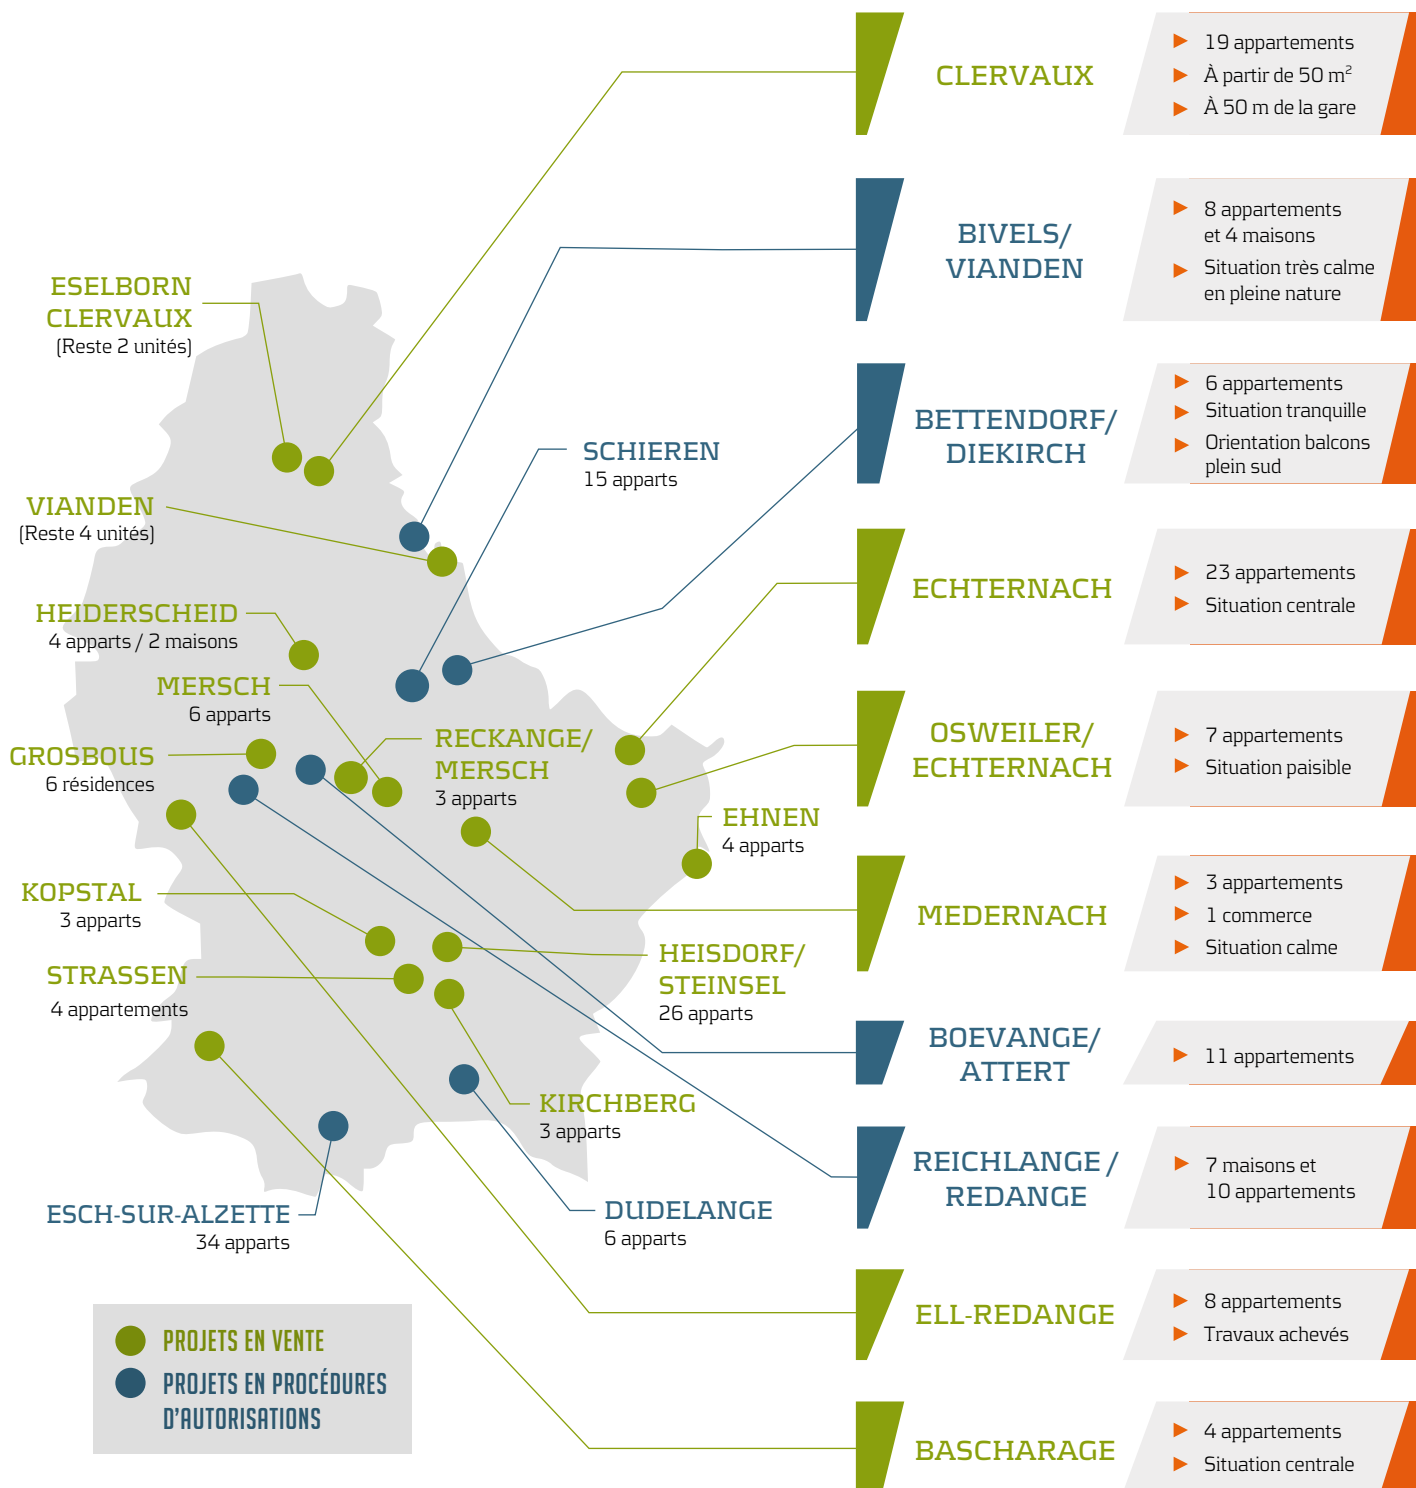 ESELBORN
CLERVAUX
(Reste 2 unités)
VIANDEN
(Reste 4 unités)
HEIDERSCHEID
4 apparts / 2 maisons
MERSCH
6 apparts
GROSBOUS
6 résidences
KOPSTAL
3 apparts
STRASSEN
4 appartements
ESCH-SUR-ALZETTE
34 apparts
SCHIEREN
15 apparts
RECKANGE/
MERSCH
3 apparts
EHNEN
4 apparts
HEISDORF/
STEINSEL
26 apparts
KIRCHBERG
3 apparts
DUDELANGE
6 apparts
PROJETS EN VENTE
PROJETS EN PROCÉDURES
D'AUTORISATIONS
CLERVAUX
19 appartements
À partir de 50 m²
À 50 m de la gare
BIVELS/
VIANDEN
8 appartements
et 4 maisons
Situation très calme
en pleine nature
BETTENDORF/
DIEKIRCH
6 appartements
Situation tranquille
Orientation balcons
plein sud
ECHTERNACH
23 appartements
Situation centrale
OSWEILER/
ECHTERNACH
7 appartements
Situation paisible
MEDERNACH
3 appartements
1 commerce
Situation calme
BOEVANGE/
ATTERT
11 appartements
REICHLANGE/
REDANGE
7 maisons et
10 appartements
ELL-REDANGE
8 appartements
Travaux achevés
BASCHARAGE
4 appartements
Situation centrale